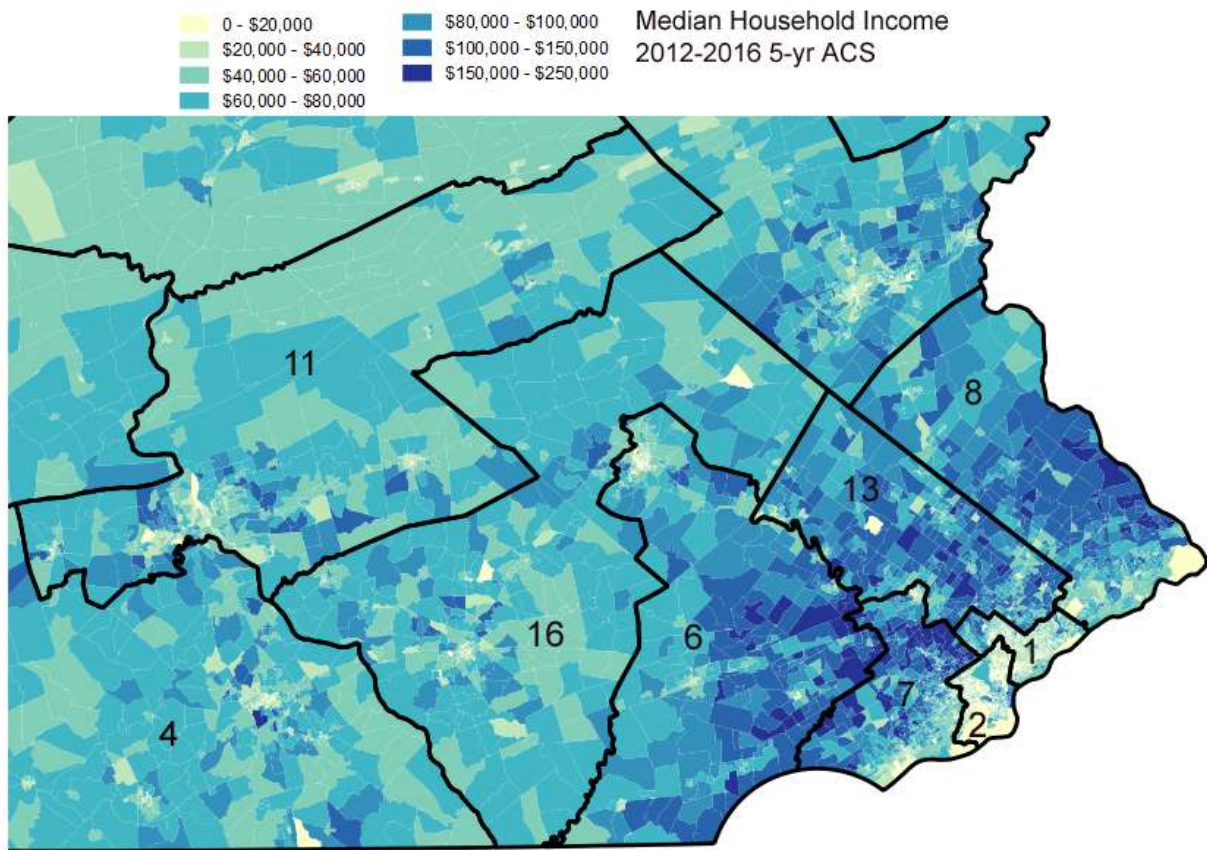 0 - $20,000
$20,000 - $40,000
$40,000 - $60,000
$60,000 - $80,000
$80,000 - $100,000
$100,000 - $150,000
$150,000 - $250,000
Median Household Income
2012-2016 5-yr ACS
11
8
13
16
6
1
7
2
4